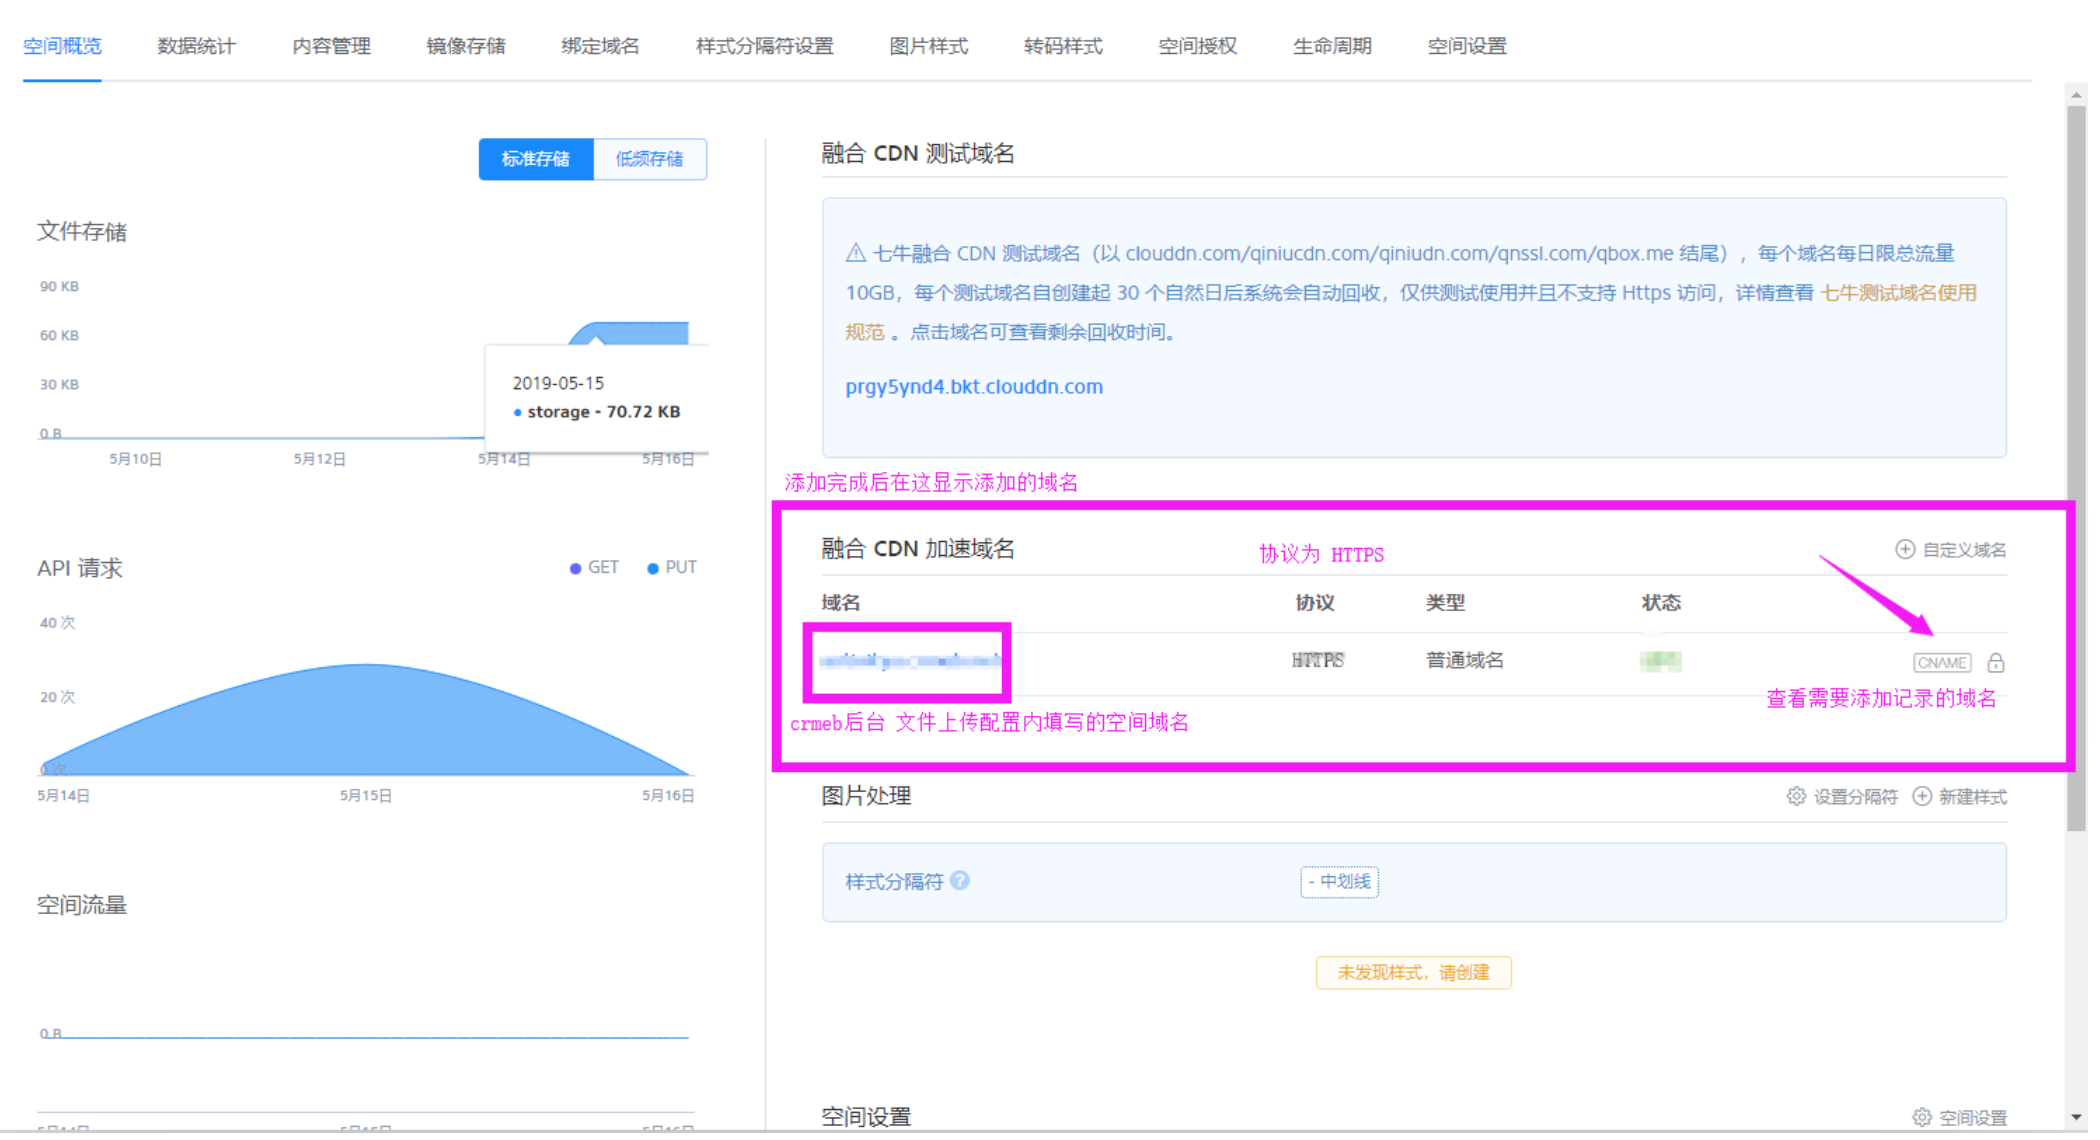 空间概览 数据统计 内容管理 镜像存储 绑定域名 样式分隔符设置 图片样式 转码样式 空间授权 生命周期 空间设置
标准存储 低频存储
文件存储
90 KB
60 KB
30 KB
0 B
2019-05-15
storage - 70.72 KB
5月10日 5月12日 5月14日 5月16日
API 请求
GET PUT
40 次
20 次
0 次
5月14日 5月15日 5月16日
空间流量
0 B
5月14日 5月15日 5月16日
融合 CDN 测试域名
七牛融合 CDN 测试域名（以 clouddn.com/qiniucdn.com/qiniudn.com/qnssl.com/qbox.me 结尾），每个域名每日限总流量
10GB，每个测试域名自创建起 30 个自然日后系统会自动回收，仅供测试使用并且不支持 Https 访问，详情查看 七牛测试域名使用
规范 。点击域名可查看剩余回收时间。
prgy5ynd4.bkt.clouddn.com
添加完成后在这显示添加的域名
融合 CDN 加速域名
协议为 HTTPS
自定义域名
域名 协议 类型 状态
HTTPS 普通域名
CNAME
查看需要添加记录的域名
crmeb后台 文件上传配置内填写的空间域名
图片处理
设置分隔符 新建样式
样式分隔符 ?
- 中划线
未发现样式，请创建
空间设置
空间设置